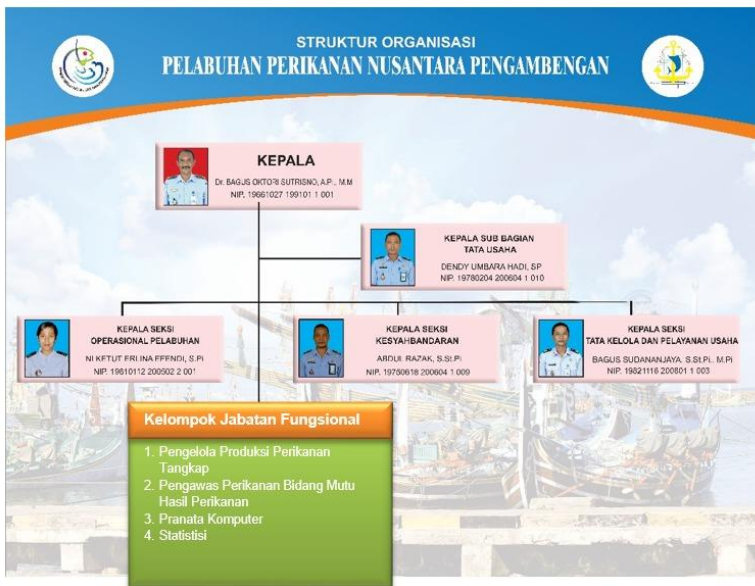 STRUKTUR ORGANISASI
PELABUHAN PERIKANAN NUSANTARA PENGAMBENGAN
KEPALA
Dr. BAGUS OKTORI SUTRISNO, A.Pi., M.M
NIP. 19661027 199101 1 001
KEPALA SUB BAGIAN
TATA USAHA
DENDY UMBARA HADI, SP
NIP. 19780204 200604 1 010
KEPALA SEKSI
OPERASIONAL PELABUHAN
NI KETUT ERLINA EFENDI, S.Pi
NIP. 19810112 200502 2 001
KEPALA SEKSI
KESYAHBANDARAN
ABDUL RAZAK, S.St.Pi
NIP. 19780618 200604 1 009
KEPALA SEKSI
TATA KELOLA DAN PELAYANAN USAHA
BAGUS SUDANANJAYA, S.St.Pi., M.Pi
NIP. 19821116 200801 1 003
Kelompok Jabatan Fungsional
1. Pengelola Produksi Perikanan
Tangkap
2. Pengawas Perikanan Bidang Mutu
Hasil Perikanan
3. Pranata Komputer
4. Statistisi